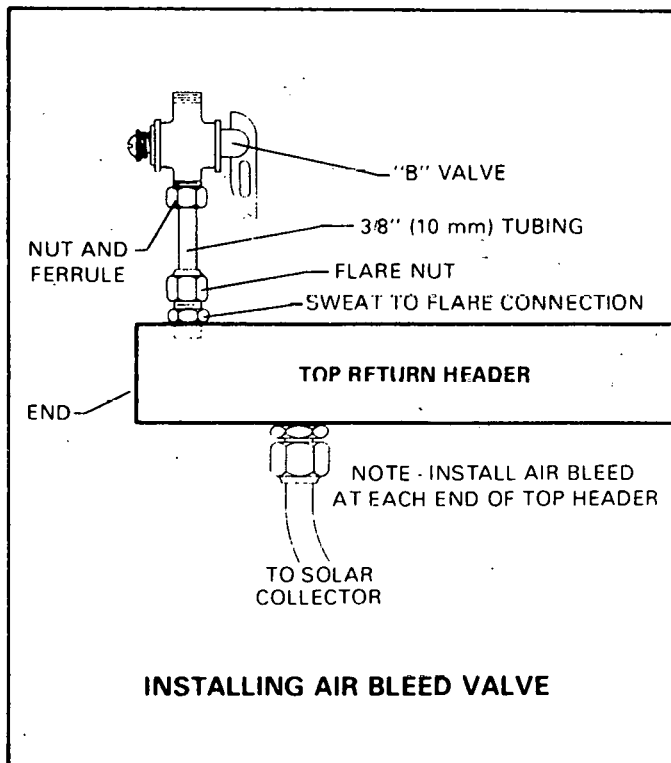 "B" VALVE
3/8" (10 mm) TUBING
NUT AND
FERRULE
FLARE NUT
SWEAT TO FLARE CONNECTION
TOP RETURN HEADER
END
NOTE - INSTALL AIR BLEED
AT EACH END OF TOP HEADER
TO SOLAR
COLLECTOR
INSTALLING AIR BLEED VALVE